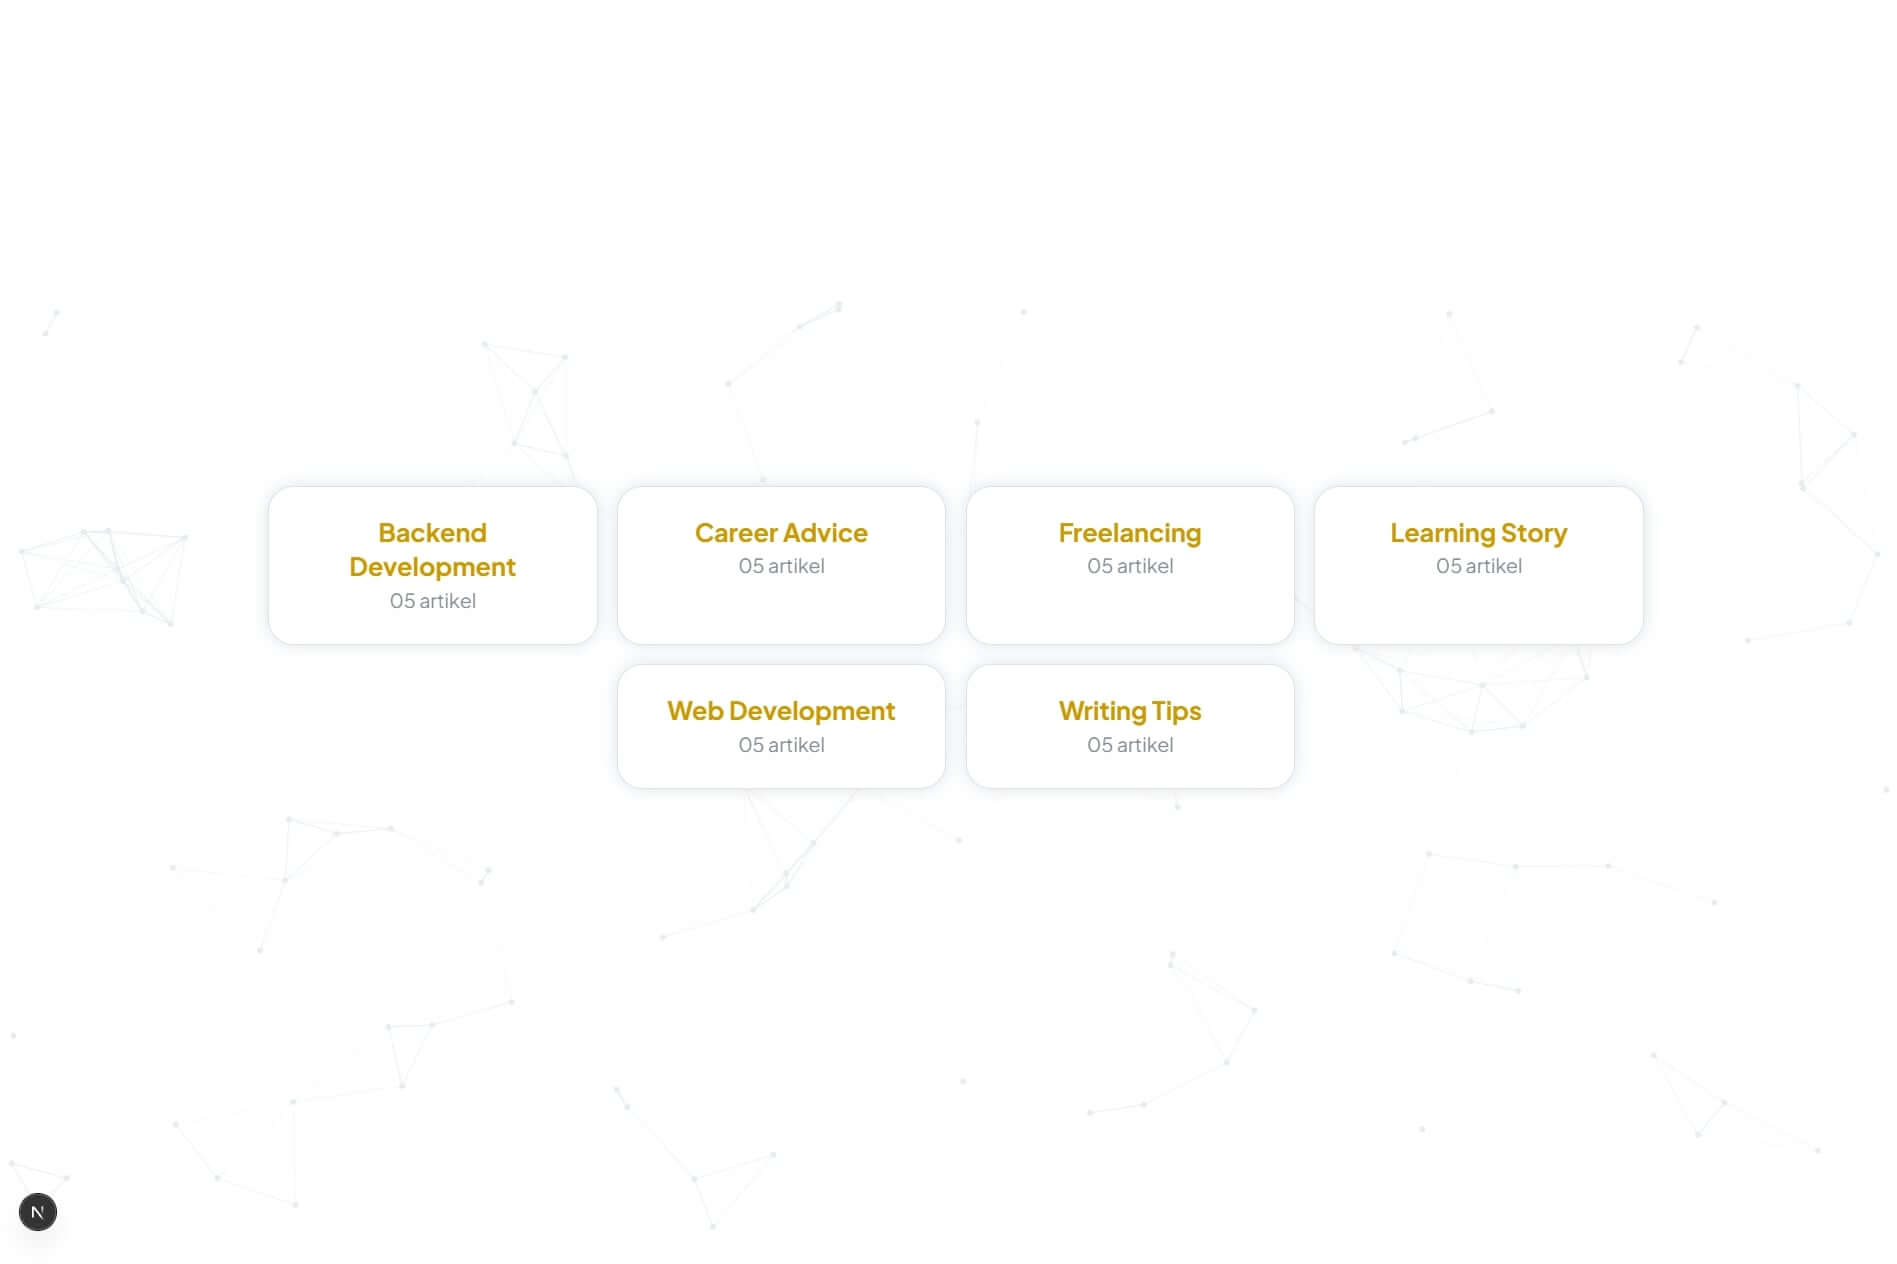 Backend
Development
05 artikel
Career Advice
05 artikel
Freelancing
05 artikel
Learning Story
05 artikel
Web Development
05 artikel
Writing Tips
05 artikel
N